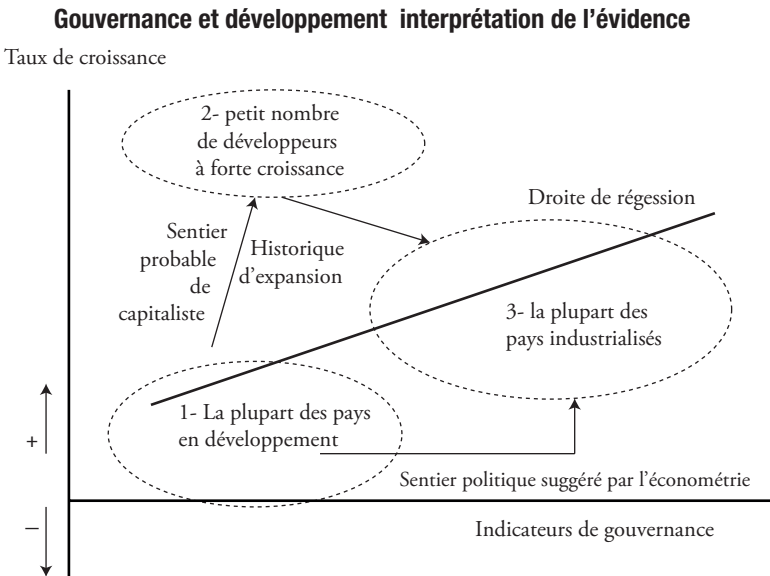 Gouvernance et développement interprétation de l'évidence
Taux de croissance
2- petit nombre
de développeurs
à forte croissance
Droite de régession
Sentier
probable
de
capitaliste
Historique
d'expansion
3- la plupart des
pays industrialisés
1- La plupart des pays
en développement
+
Sentier politique suggéré par l'économétrie
–
Indicateurs de gouvernance